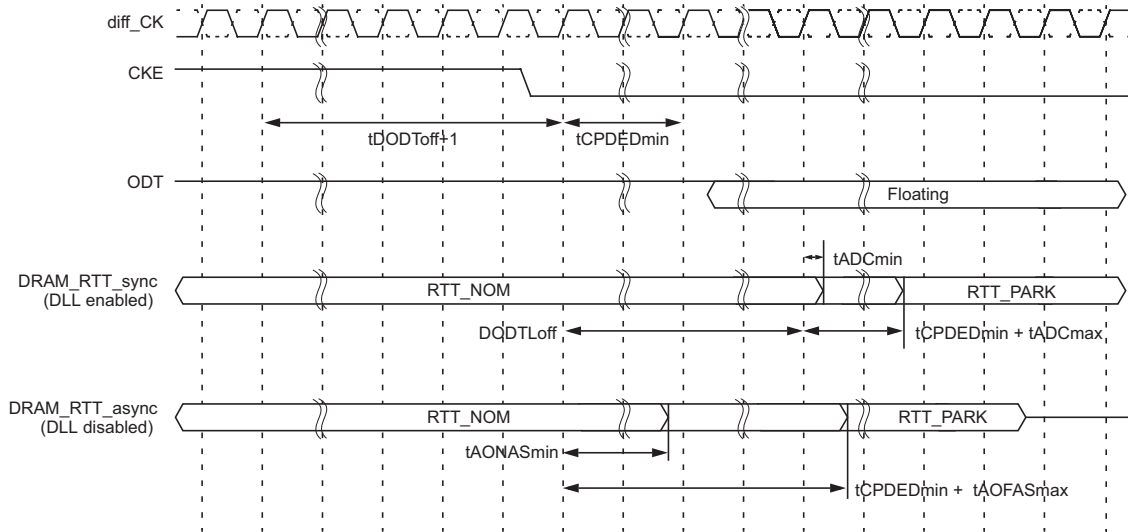 diff_CK
CKE
tDODToff+1
tCPDEDmin
ODT
Floating
tADCmin
DRAM_RTT_sync
(DLL enabled)
RTT_NOM
RTT_PARK
DODTLoff
tCPDEDmin + tADCmax
DRAM_RTT_async
(DLL disabled)
RTT_NOM
RTT_PARK
tAONASmin
tCPDEDmin + tAOFASmax